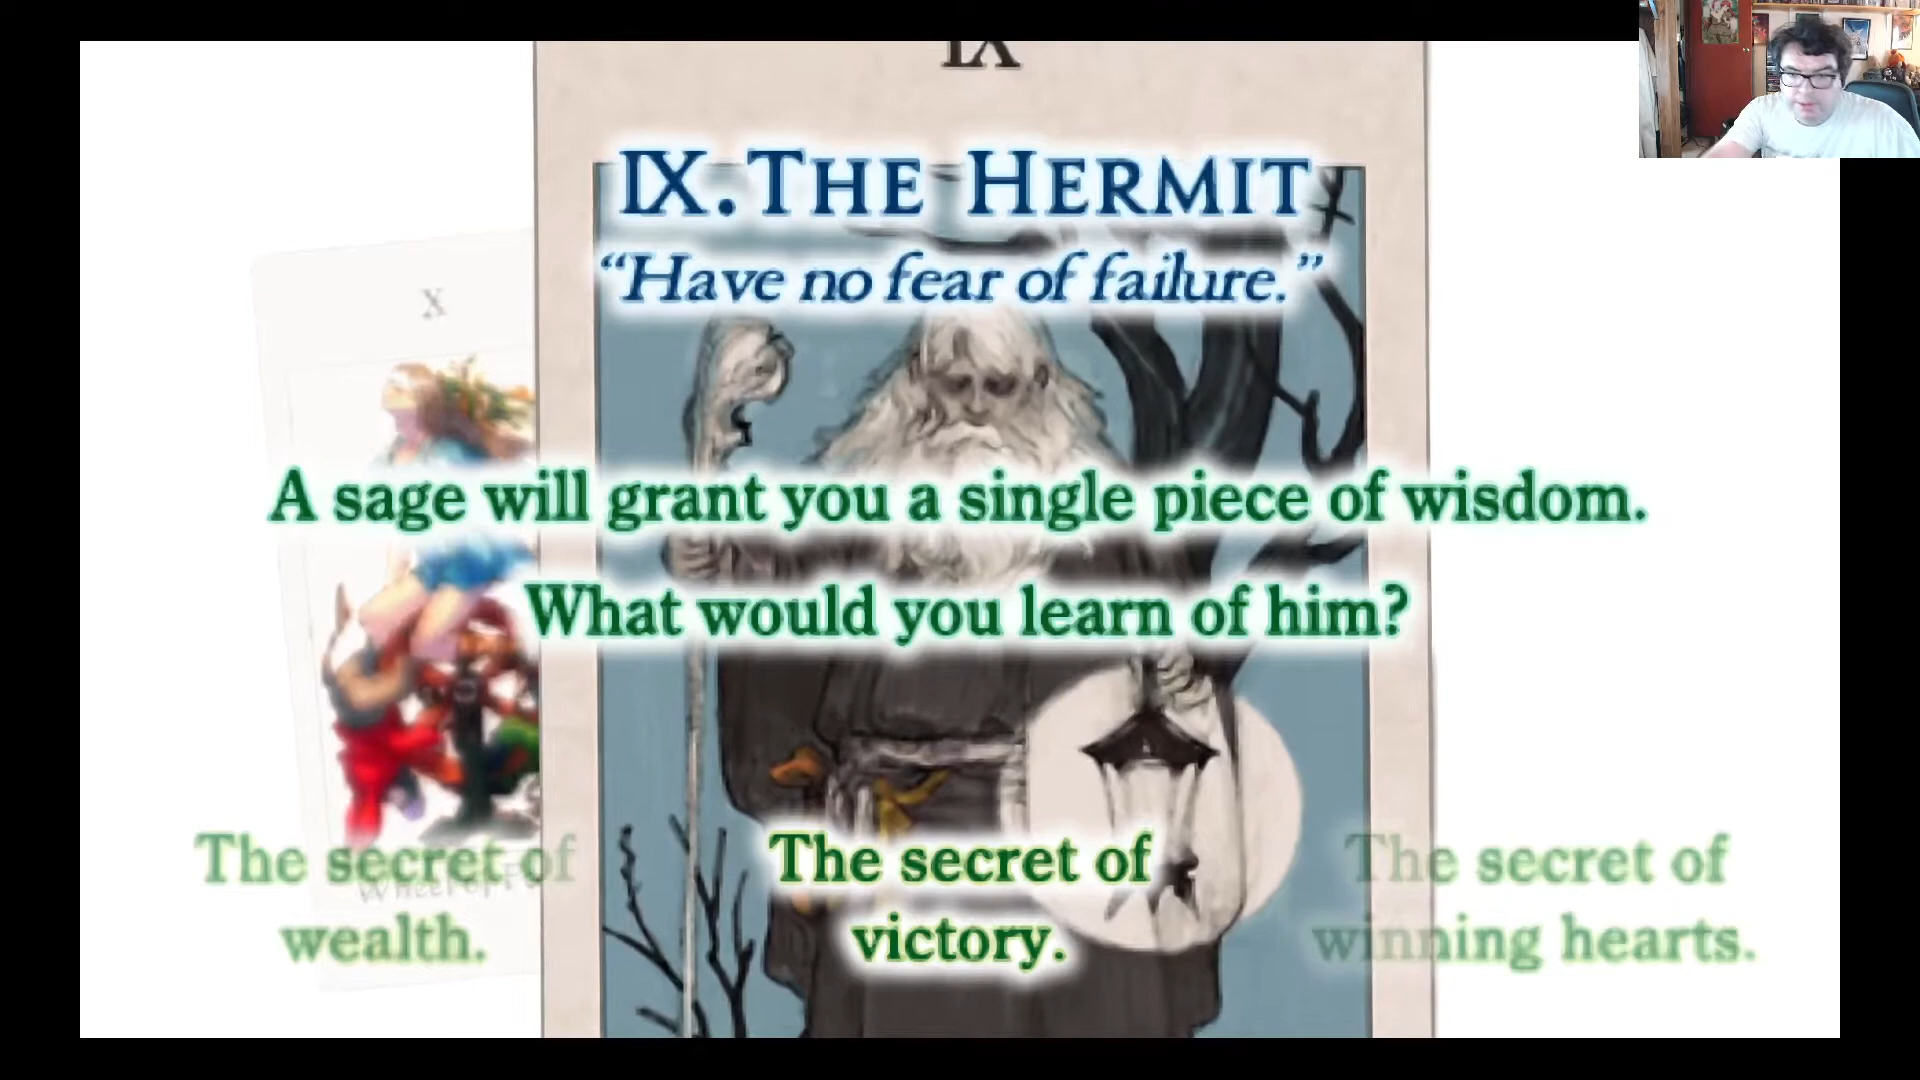 IX
IX. THE HERMIT
“Have no fear of failure.”
X
A sage will grant you a single piece of wisdom.
What would you learn of him?
The secret of
wealth.
The secret of
victory.
The secret of
winning hearts.